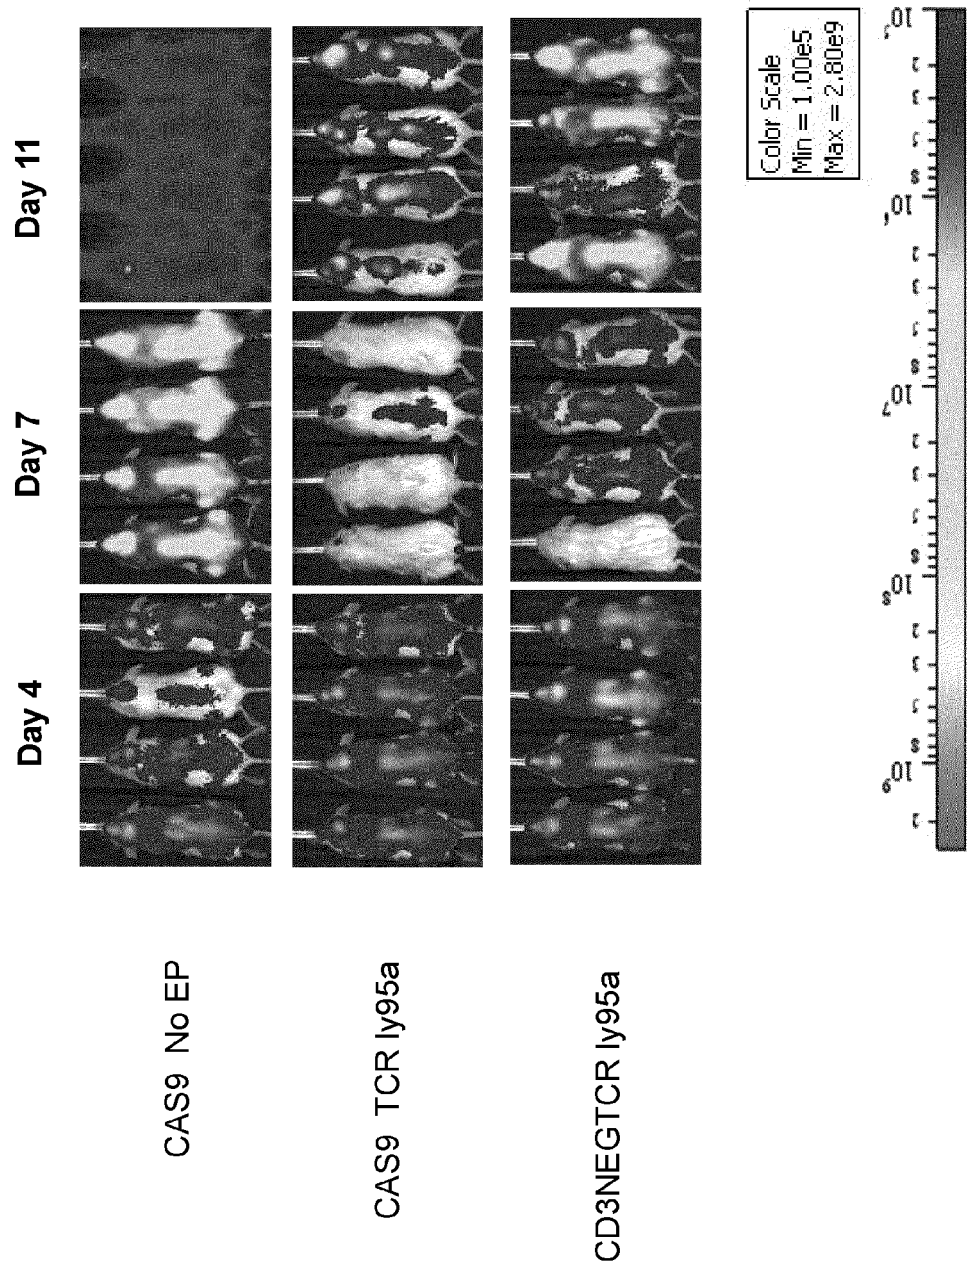 Day 4
Day 7
Day 11
CAS9 No EP
CAS9 TCR ly95a
CD3NEGTCR ly95a
Color Scale
Min = 1.00e5
Max = 2.80e9
10⁶
10⁷
10⁸
10⁹